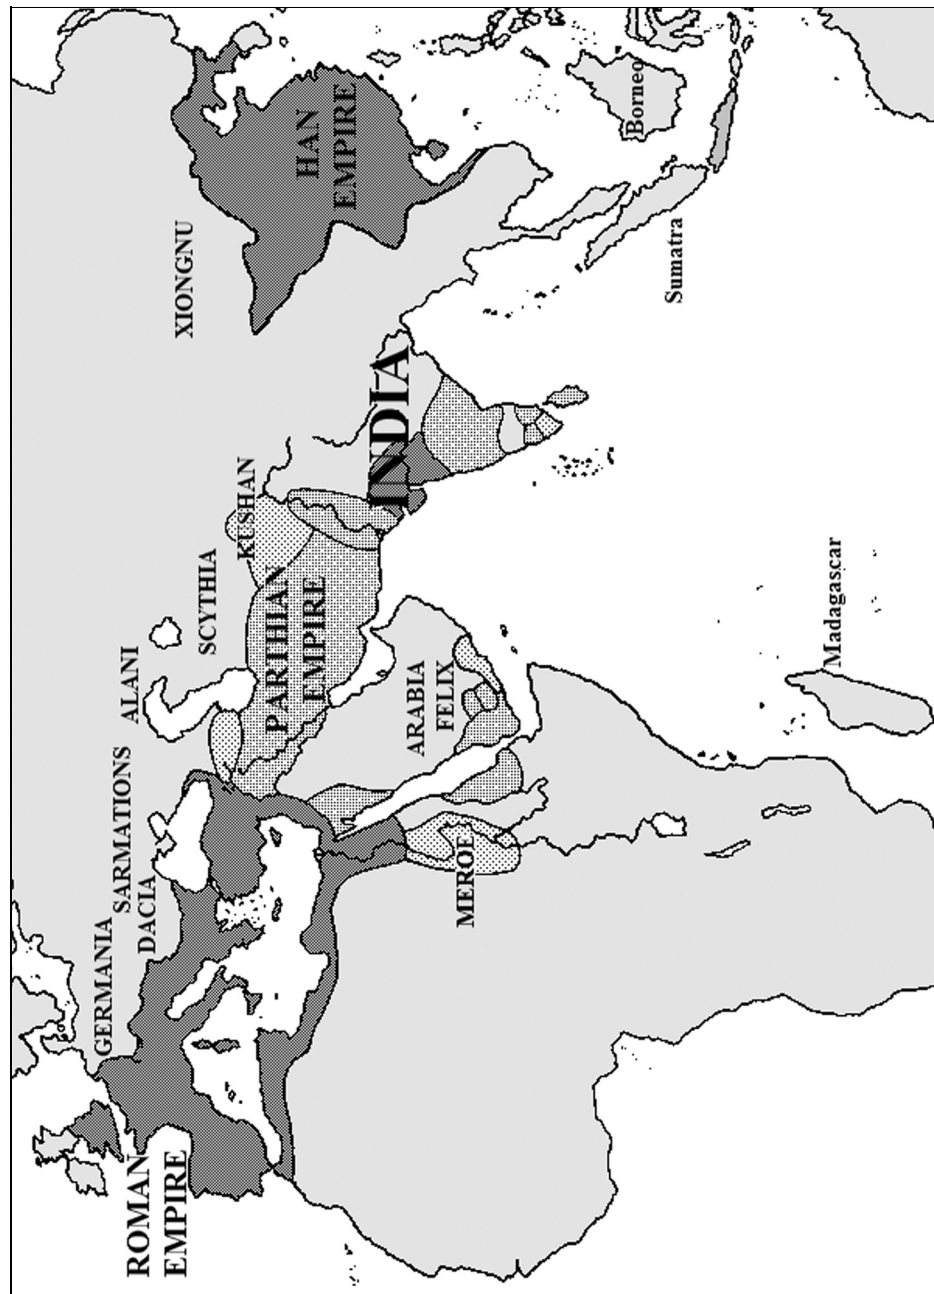 ROMAN
EMPIRE
GERMANIA
DACIA
SARMATIONS
ALANI
SCYTHIA
KUSHAN
XIONGNU
HAN
EMPIRE
PARTHIAN
EMPIRE
INDIA
ARABIA
FELIX
MEROE
Borneo
Sumatra
Madagascar